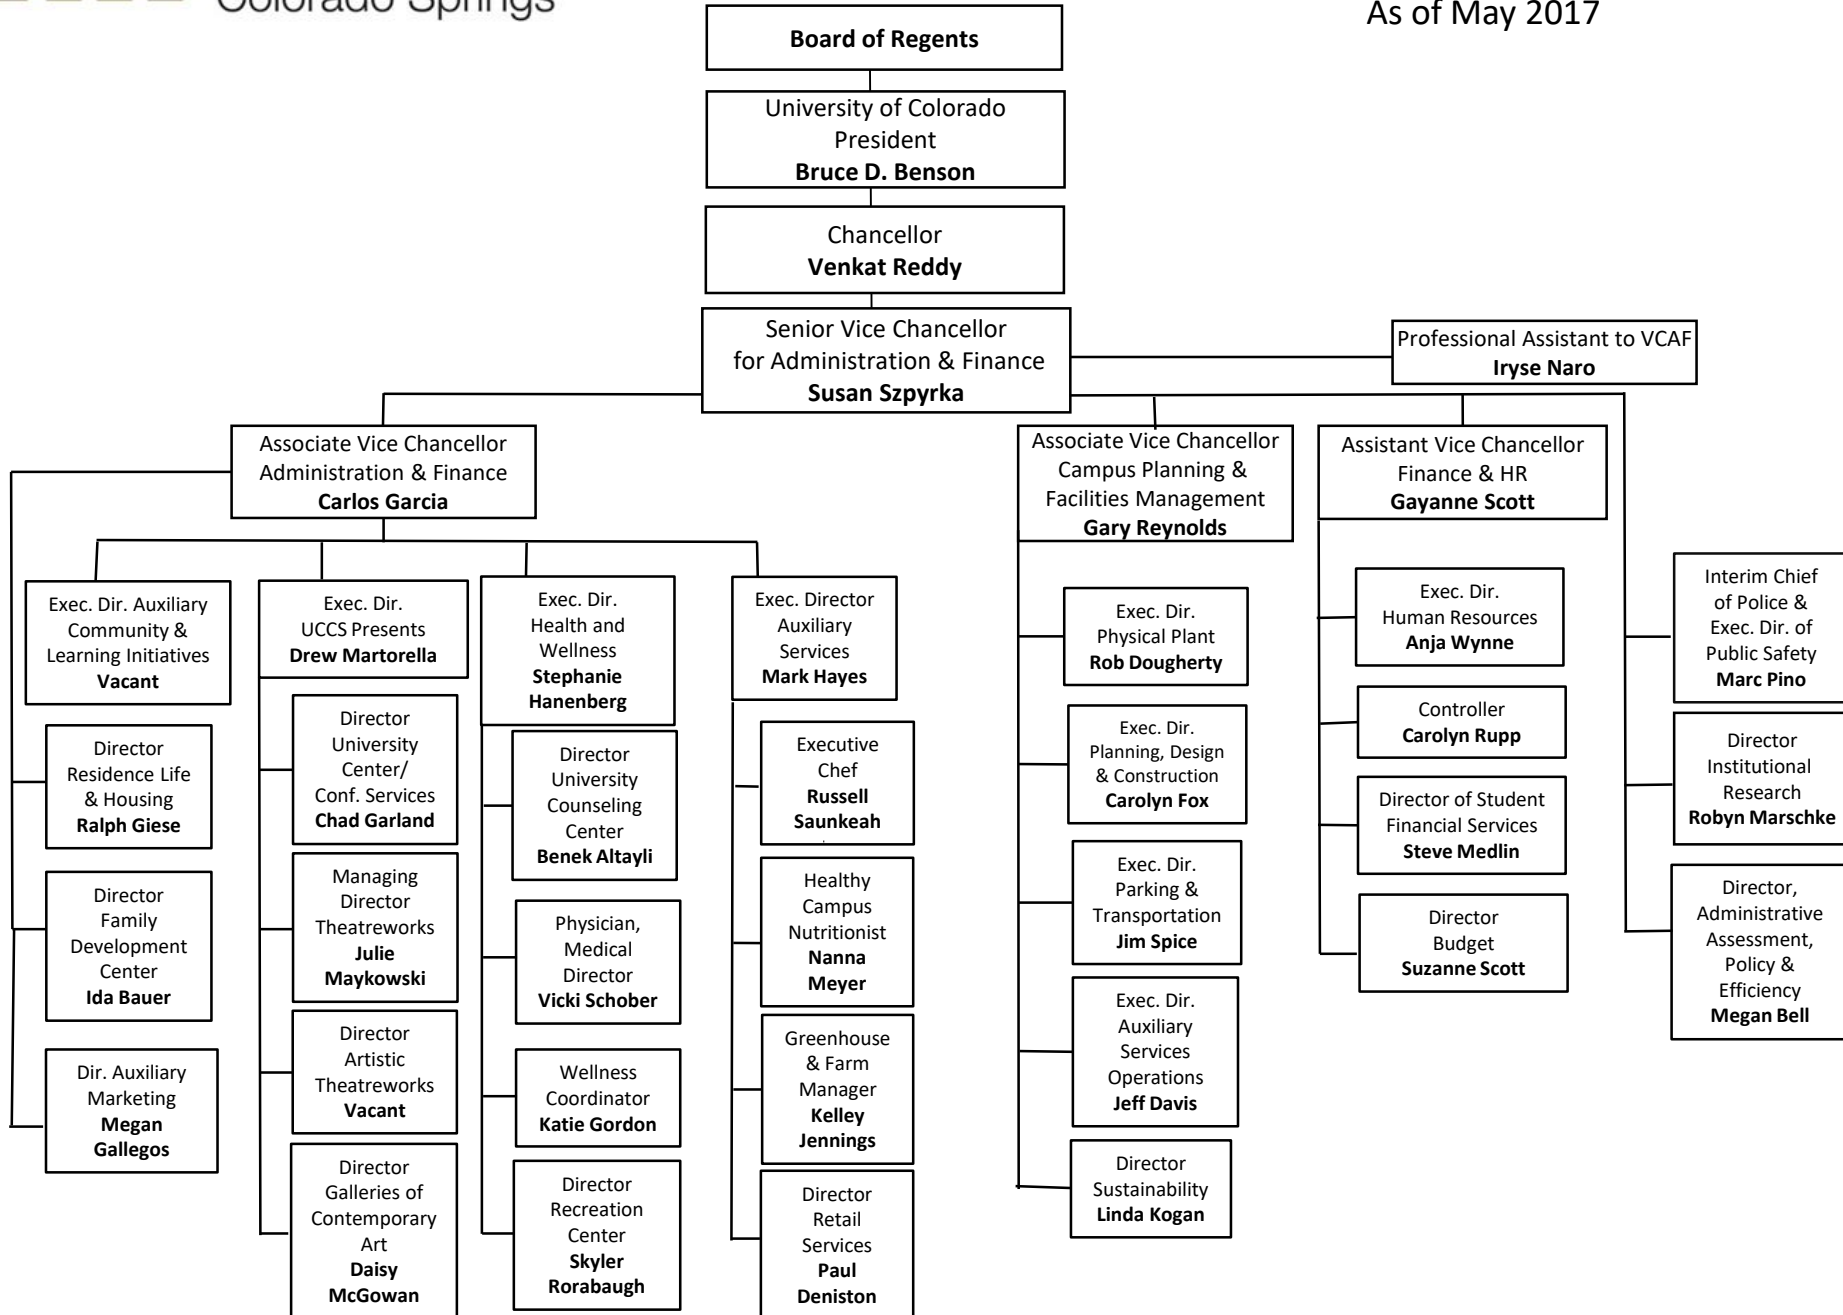 Colorado Springs
As of May 2017
Board of Regents
University of Colorado
President
Bruce D. Benson
Chancellor
Venkat Reddy
Senior Vice Chancellor
for Administration & Finance
Susan Szpyrka
Professional Assistant to VCAF
Iryse Naro
Associate Vice Chancellor
Administration & Finance
Carlos Garcia
Associate Vice Chancellor
Campus Planning &
Facilities Management
Gary Reynolds
Assistant Vice Chancellor
Finance & HR
Gayanne Scott
Exec. Dir. Auxiliary
Community &
Learning Initiatives
Vacant
Director
Residence Life
& Housing
Ralph Giese
Director
Family
Development
Center
Ida Bauer
Dir. Auxiliary
Marketing
Megan
Gallegos
Exec. Dir.
UCCS Presents
Drew Martorella
Director
University
Center/
Conf. Services
Chad Garland
Managing
Director
Theatreworks
Julie
Maykowski
Director
Artistic
Theatreworks
Vacant
Director
Galleries of
Contemporary
Art
Daisy
McGowan
Exec. Dir.
Health and
Wellness
Stephanie
Hanenberg
Director
University
Counseling
Center
Benek Altayli
Physician,
Medical
Director
Vicki Schober
Wellness
Coordinator
Katie Gordon
Director
Recreation
Center
Skyler
Rorabaugh
Exec. Director
Auxiliary
Services
Mark Hayes
Executive
Chef
Russell
Saunkeah
Healthy
Campus
Nutritionist
Nanna
Meyer
Greenhouse
& Farm
Manager
Kelley
Jennings
Director
Retail
Services
Paul
Deniston
Exec. Dir.
Physical Plant
Rob Dougherty
Exec. Dir.
Planning, Design
& Construction
Carolyn Fox
Exec. Dir.
Parking &
Transportation
Jim Spice
Exec. Dir.
Auxiliary
Services
Operations
Jeff Davis
Director
Sustainability
Linda Kogan
Exec. Dir.
Human Resources
Anja Wynne
Controller
Carolyn Rupp
Director of Student
Financial Services
Steve Medlin
Director
Budget
Suzanne Scott
Interim Chief
of Police &
Exec. Dir. of
Public Safety
Marc Pino
Director
Institutional
Research
Robyn Marschke
Director,
Administrative
Assessment,
Policy &
Efficiency
Megan Bell